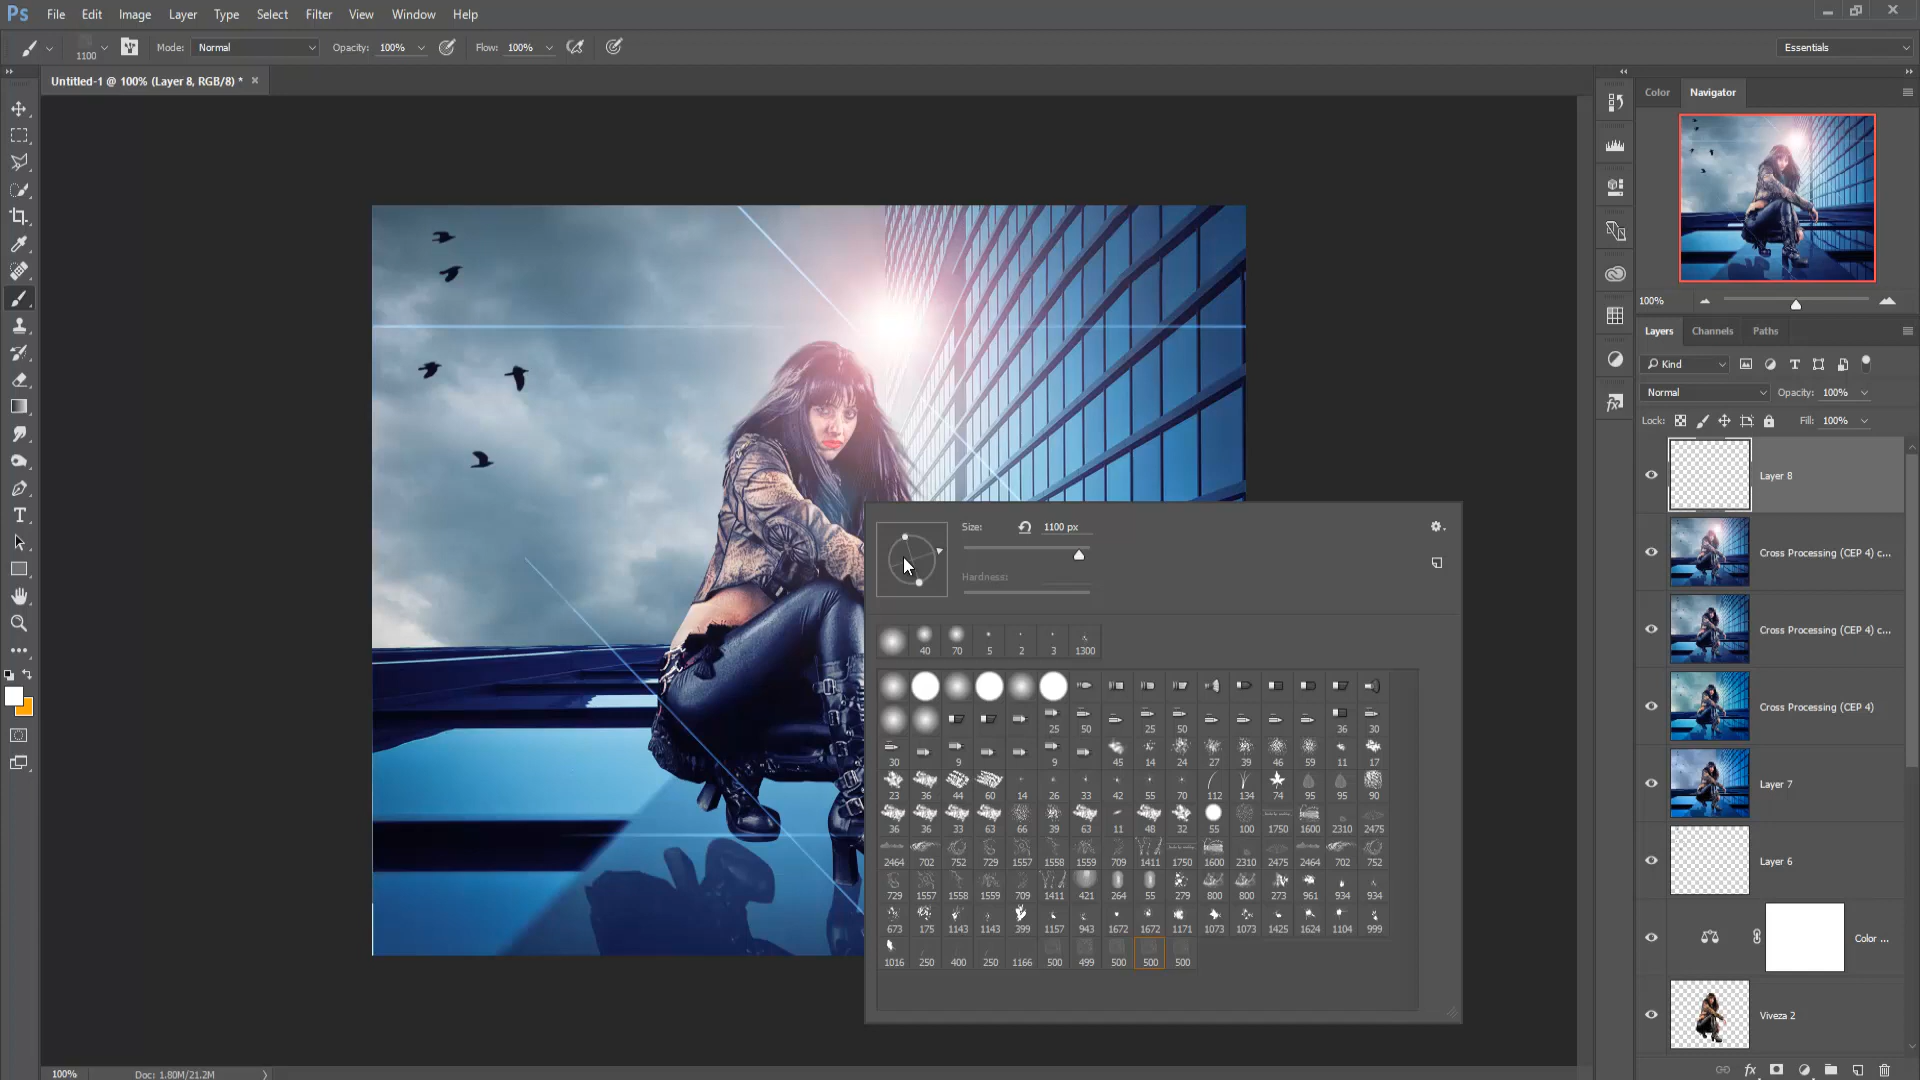 Ps File Edit Image Layer Type Select Filter 3D View Window Help
1100 Mode: Normal Opacity: 100% Flow: 100% Essentials
Untitled-1 @ 100% (Layer 8, RGB/8) * ×
Color Navigator
100%
Layers Channels Paths
Kind
Normal Opacity: 100%
Lock: Fill: 100%
Layer 8
Cross Processing (CEP 4) c...
Cross Processing (CEP 4) c...
Cross Processing (CEP 4)
Layer 7
Layer 6
Color ...
Viveza 2
Size: 1100 px
Hardness:
40 70 5 2 3 1300
25 50 25 50 36 30
30 9 9 45 14 24 27 39 46 59 11 17
23 36 44 60 14 26 33 42 55 70 112 134 74 95 95 90
36 36 33 63 66 39 63 11 48 32 55 100 1750 1600 2310 2475
2464 702 752 729 1557 1558 1559 709 1411 1750 1600 2310 2475 2464 702 752
729 1557 1558 1559 709 1411 421 264 55 279 800 800 273 961 934 934
673 175 1143 1143 399 1157 943 1672 1672 1171 1073 1073 1425 1624 1104 999
1016 250 400 250 1166 500 499 500 500 500
100% Doc: 1.80M/21.2M